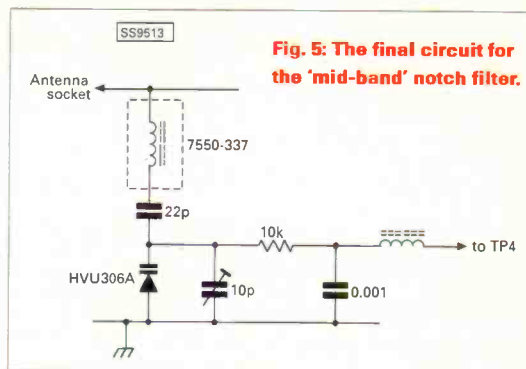 SS9513
Fig. 5: The final circuit for
the 'mid-band' notch filter.
Antenna
socket
7550-337
22p
10k
to TP4
HVU306A
10p
0.001